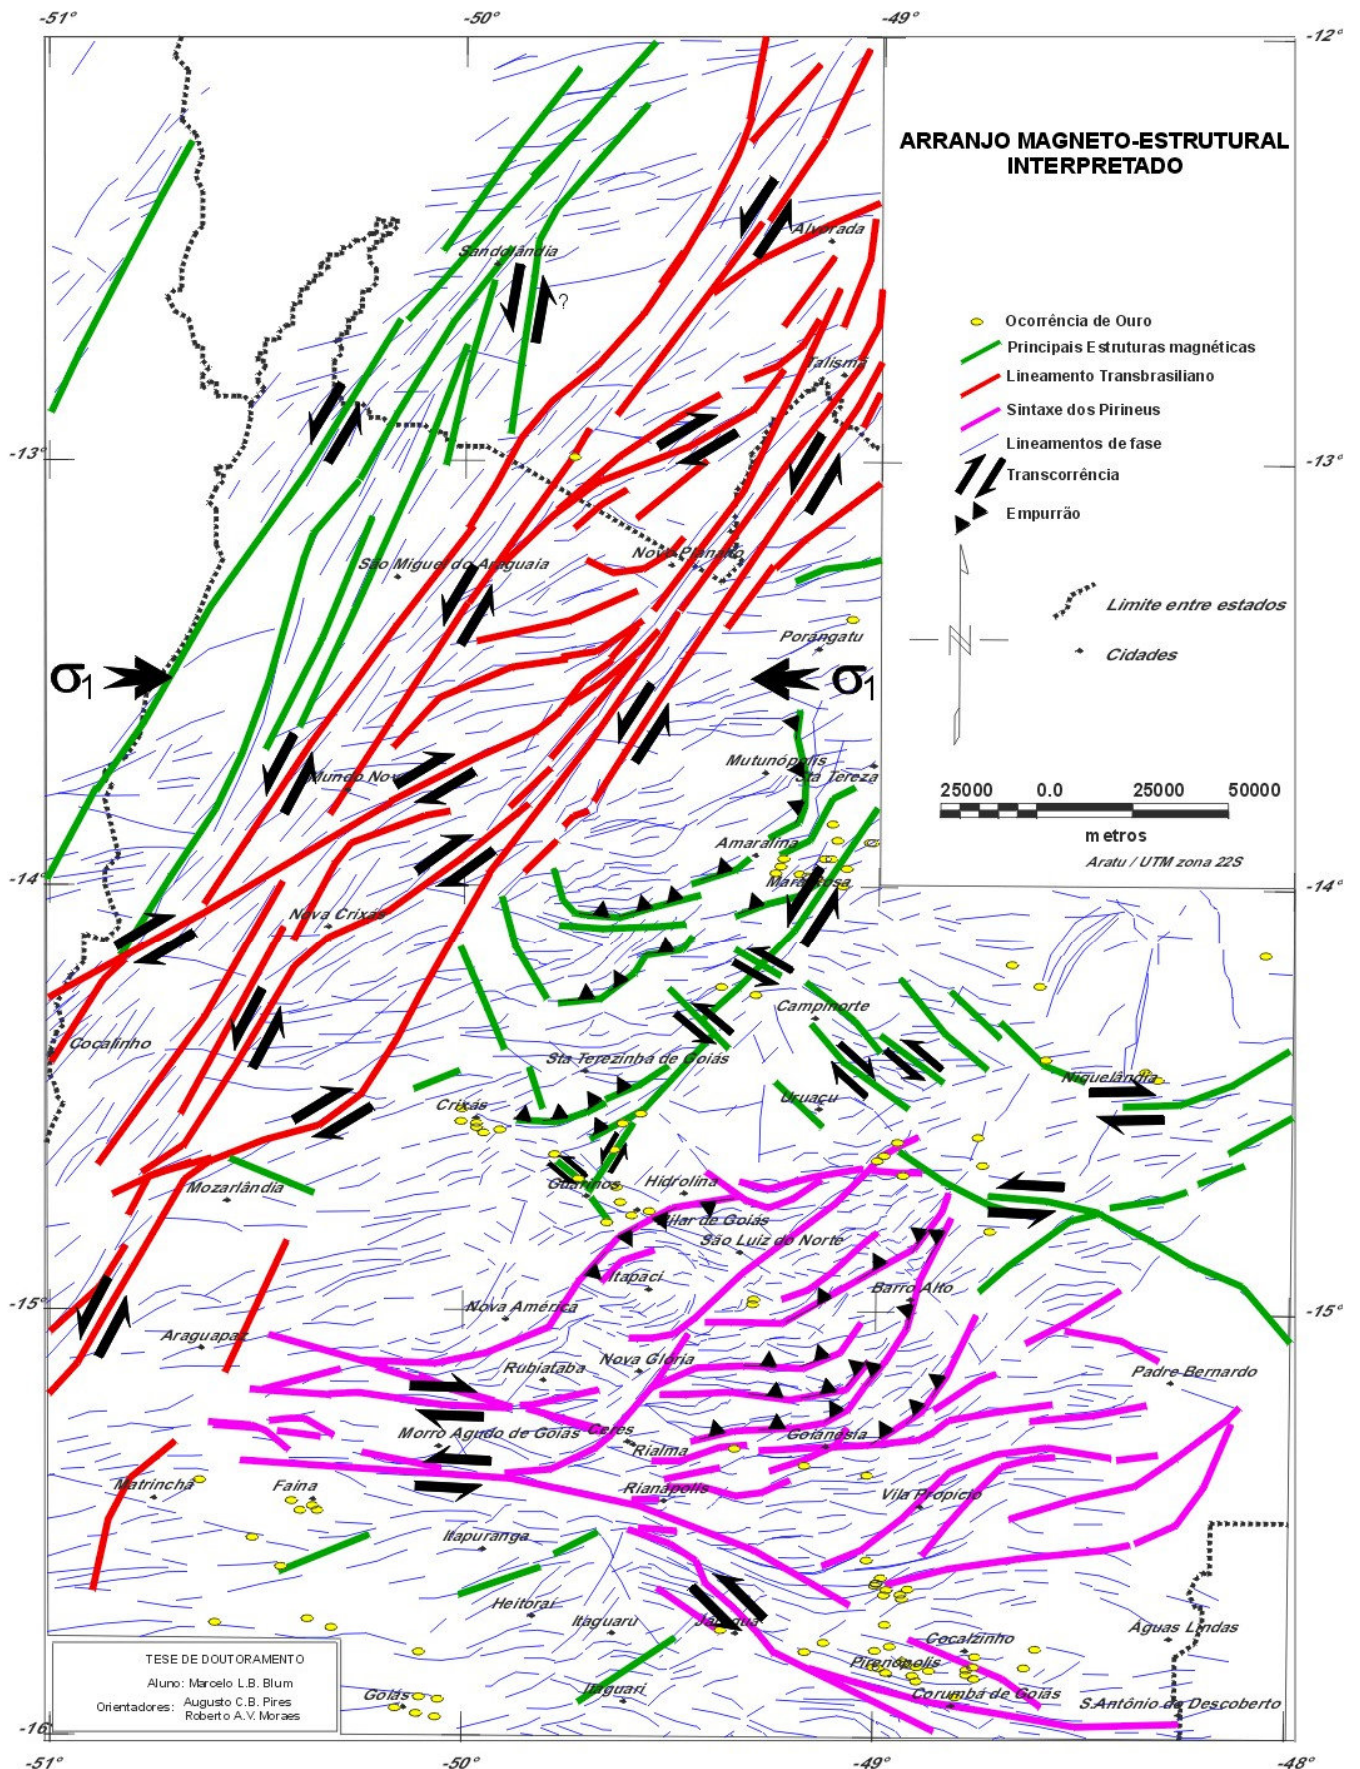 -51°
-50°
-49°
-12°
ARRANJO MAGNETO-ESTRUTURAL
INTERPRETADO
Alvorada
Sandolândia
?
Ocorrência de Ouro
Principais Estruturas magnéticas
Lineamento Transbrasiliano
Sintaxe dos Pirineus
Lineamentos de fase
Transcorrência
Empurrão
Talismã
-13°
-13°
Novo Planalto
São Miguel do Araguaia
N
Limite entre estados
Cidades
Porangatu
σ1
σ1
Mutunópolis
Sta Tereza
Mundo Novo
25000 0.0 25000 50000
metros
Aratu / UTM zona 22S
Amaralina
Mara Rosa
-14°
-14°
Nova Crixás
Campinorte
Cocalinho
Sta Terezinha de Goiás
Niquelândia
Crixás
Uruaçu
Mozarlândia
Guarinos
Hidrolina
Pilar de Goiás
São Luiz do Norte
Itapaci
Barro Alto
-15°
-15°
Nova América
Araguapaz
Rubiataba
Nova Glória
Padre Bernardo
Morro Agudo de Goiás
Ceres
Rialma
Goianésia
Matrinchã
Faina
Rianápolis
Vila Propício
Itapuranga
Heitoraí
Itaguaru
Jaraguá
Cocalzinho
Águas Lindas
Pirenópolis
Goiás
Itaguari
Corumbá de Goiás
S.Antônio do Descoberto
TESE DE DOUTORAMENTO
Aluno: Marcelo L.B. Blum
Orientadores: Augusto C.B. Pires
Roberto A.V. Moraes
-16°
-51°
-50°
-49°
-48°